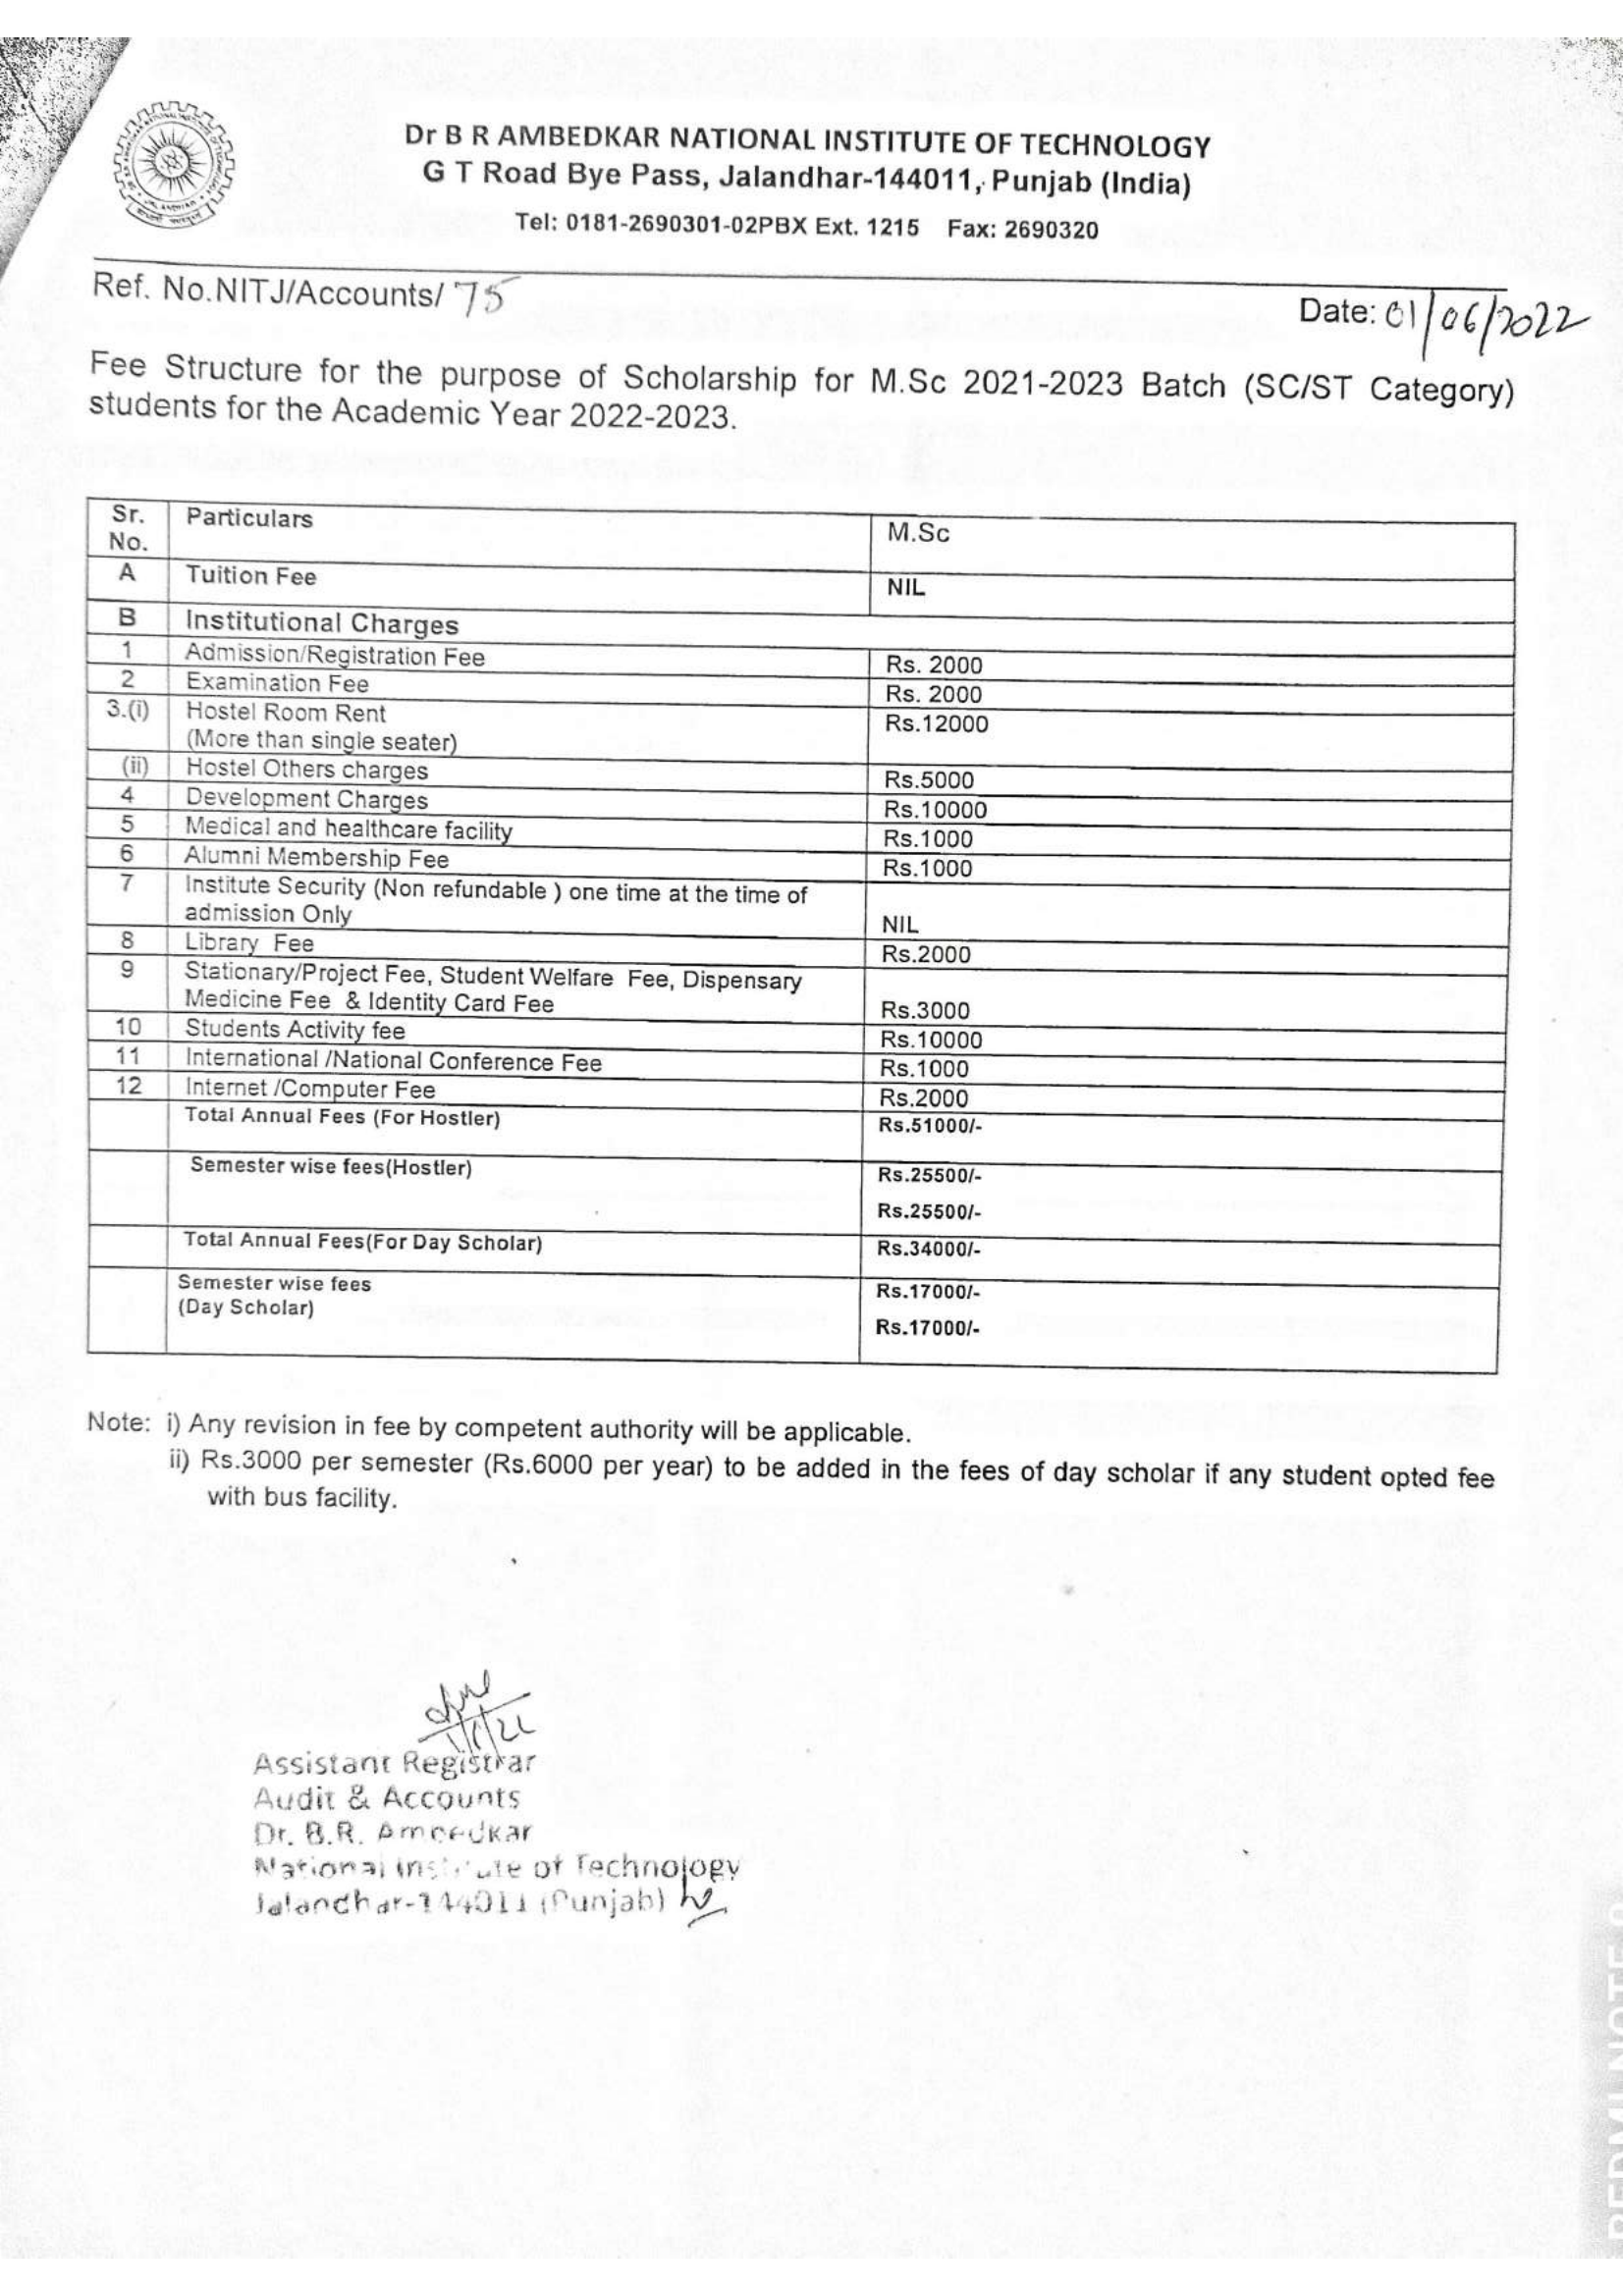 Dr B R AMBEDKAR NATIONAL INSTITUTE OF TECHNOLOGY
G T Road Bye Pass, Jalandhar-144011, Punjab (India)
Tel: 0181-2690301-02PBX Ext. 1215 Fax: 2690320
Ref. No.NITJ/Accounts/ 75
Date: 01/06/2022
Fee Structure for the purpose of Scholarship for M.Sc 2021-2023 Batch (SC/ST Category)
students for the Academic Year 2022-2023.
Sr. No. Particulars M.Sc
A Tuition Fee NIL
B Institutional Charges
1 Admission/Registration Fee Rs. 2000
2 Examination Fee Rs. 2000
3.(i) Hostel Room Rent Rs.12000
(More than single seater)
(ii) Hostel Others charges Rs.5000
4 Development Charges Rs.10000
5 Medical and healthcare facility Rs.1000
6 Alumni Membership Fee Rs.1000
7 Institute Security (Non refundable ) one time at the time of
admission Only NIL
8 Library Fee Rs.2000
9 Stationary/Project Fee, Student Welfare Fee, Dispensary
Medicine Fee & Identity Card Fee Rs.3000
10 Students Activity fee Rs.10000
11 International /National Conference Fee Rs.1000
12 Internet /Computer Fee Rs.2000
Total Annual Fees (For Hostler) Rs.51000/-
Semester wise fees(Hostler) Rs.25500/-
Rs.25500/-
Total Annual Fees(For Day Scholar) Rs.34000/-
Semester wise fees Rs.17000/-
(Day Scholar)
Rs.17000/-
Note: i) Any revision in fee by competent authority will be applicable.
ii) Rs.3000 per semester (Rs.6000 per year) to be added in the fees of day scholar if any student opted fee
with bus facility.
Assistant Registrar
Audit & Accounts
Dr. B.R. Ambedkar
National Institute of Technology
Jalandhar-144011 (Punjab)